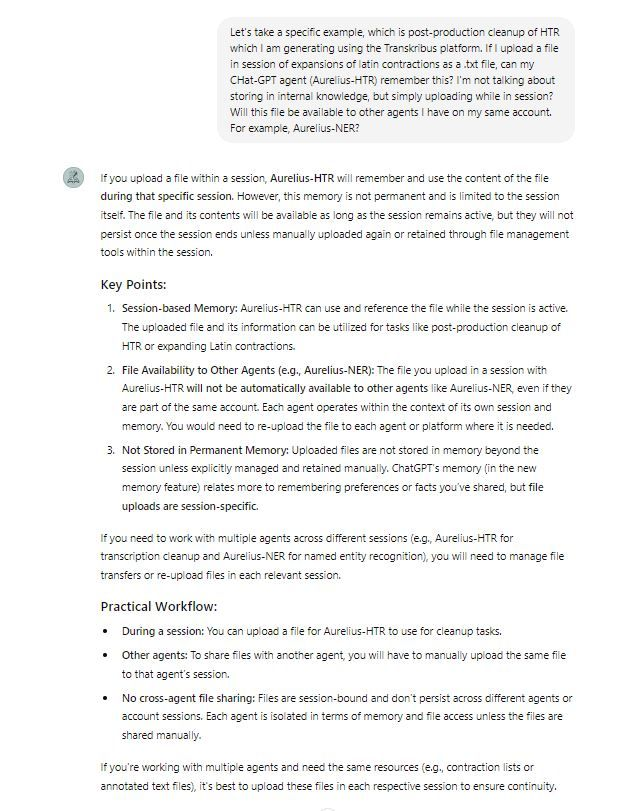 Let's take a specific example, which is post-production cleanup of HTR
which I am generating using the Transkribus platform. If I upload a file
in session of expansions of latin contractions as a .txt file, can my
CHat-GPT agent (Aurelius-HTR) remember this? I'm not talking about
storing in internal knowledge, but simply uploading while in session?
Will this file be available to other agents I have on my same account.
For example, Aurelius-NER?
If you upload a file within a session, Aurelius-HTR will remember and use the content of the file
during that specific session. However, this memory is not permanent and is limited to the session
itself. The file and its contents will be available as long as the session remains active, but they will not
persist once the session ends unless manually uploaded again or retained through file management
tools within the session.
Key Points:
1. Session-based Memory: Aurelius-HTR can use and reference the file while the session is active.
The uploaded file and its information can be utilized for tasks like post-production cleanup of
HTR or expanding Latin contractions.
2. File Availability to Other Agents (e.g., Aurelius-NER): The file you upload in a session with
Aurelius-HTR will not be automatically available to other agents like Aurelius-NER, even if they
are part of the same account. Each agent operates within the context of its own session and
memory. You would need to re-upload the file to each agent or platform where it is needed.
3. Not Stored in Permanent Memory: Uploaded files are not stored in memory beyond the
session unless explicitly managed and retained manually. ChatGPT's memory (in the new
memory feature) relates more to remembering preferences or facts you've shared, but file
uploads are session-specific.
If you need to work with multiple agents across different sessions (e.g., Aurelius-HTR for
transcription cleanup and Aurelius-NER for named entity recognition), you will need to manage file
transfers or re-upload files in each relevant session.
Practical Workflow:
• During a session: You can upload a file for Aurelius-HTR to use for cleanup tasks.
• Other agents: To share files with another agent, you will have to manually upload the same file
to that agent's session.
• No cross-agent file sharing: Files are session-bound and don't persist across different agents or
account sessions. Each agent is isolated in terms of memory and file access unless the files are
shared manually.
If you're working with multiple agents and need the same resources (e.g., contraction lists or
annotated text files), it's best to upload these files in each respective session to ensure continuity.